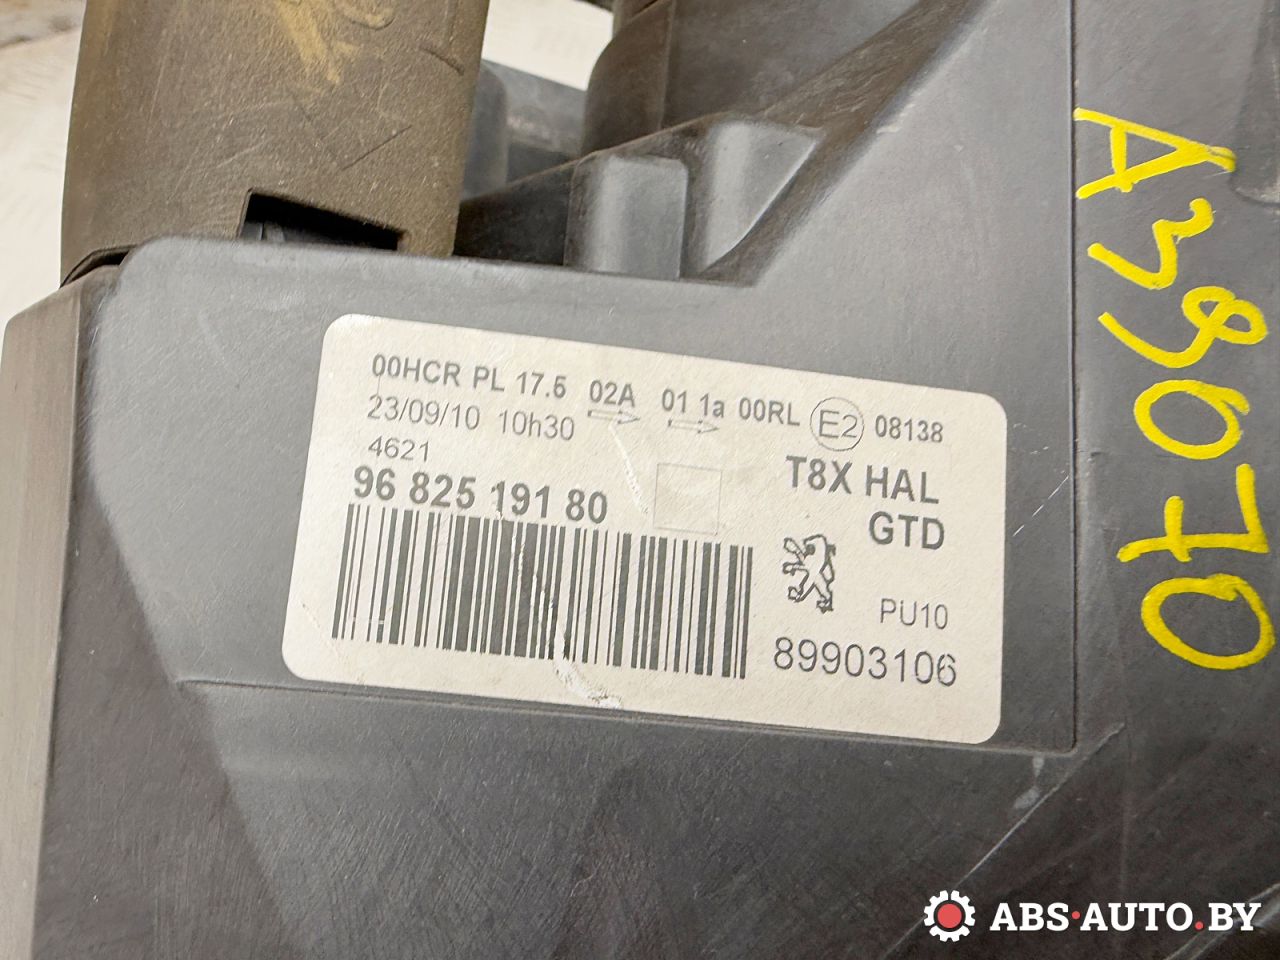 00HCR PL 17.5 02A 01 1a 00RL E2 08138
23/09/10 10h30
4621
96 825 191 80
T8X HAL
GTD
PU10
89903106
A39070
ABS·AUTO.BY